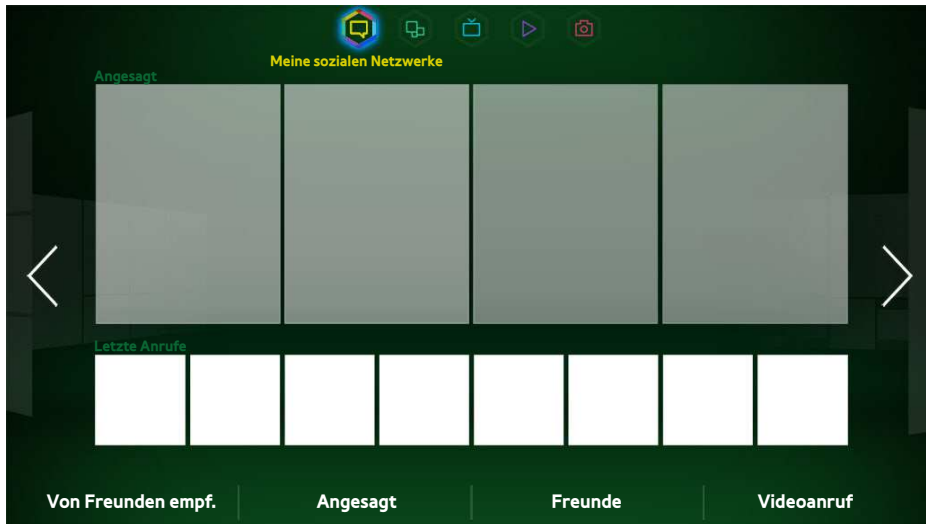 Meine sozialen Netzwerke
Angesagt
Letzte Anrufe
Von Freunden empf.
Angesagt
Freunde
Videoanruf